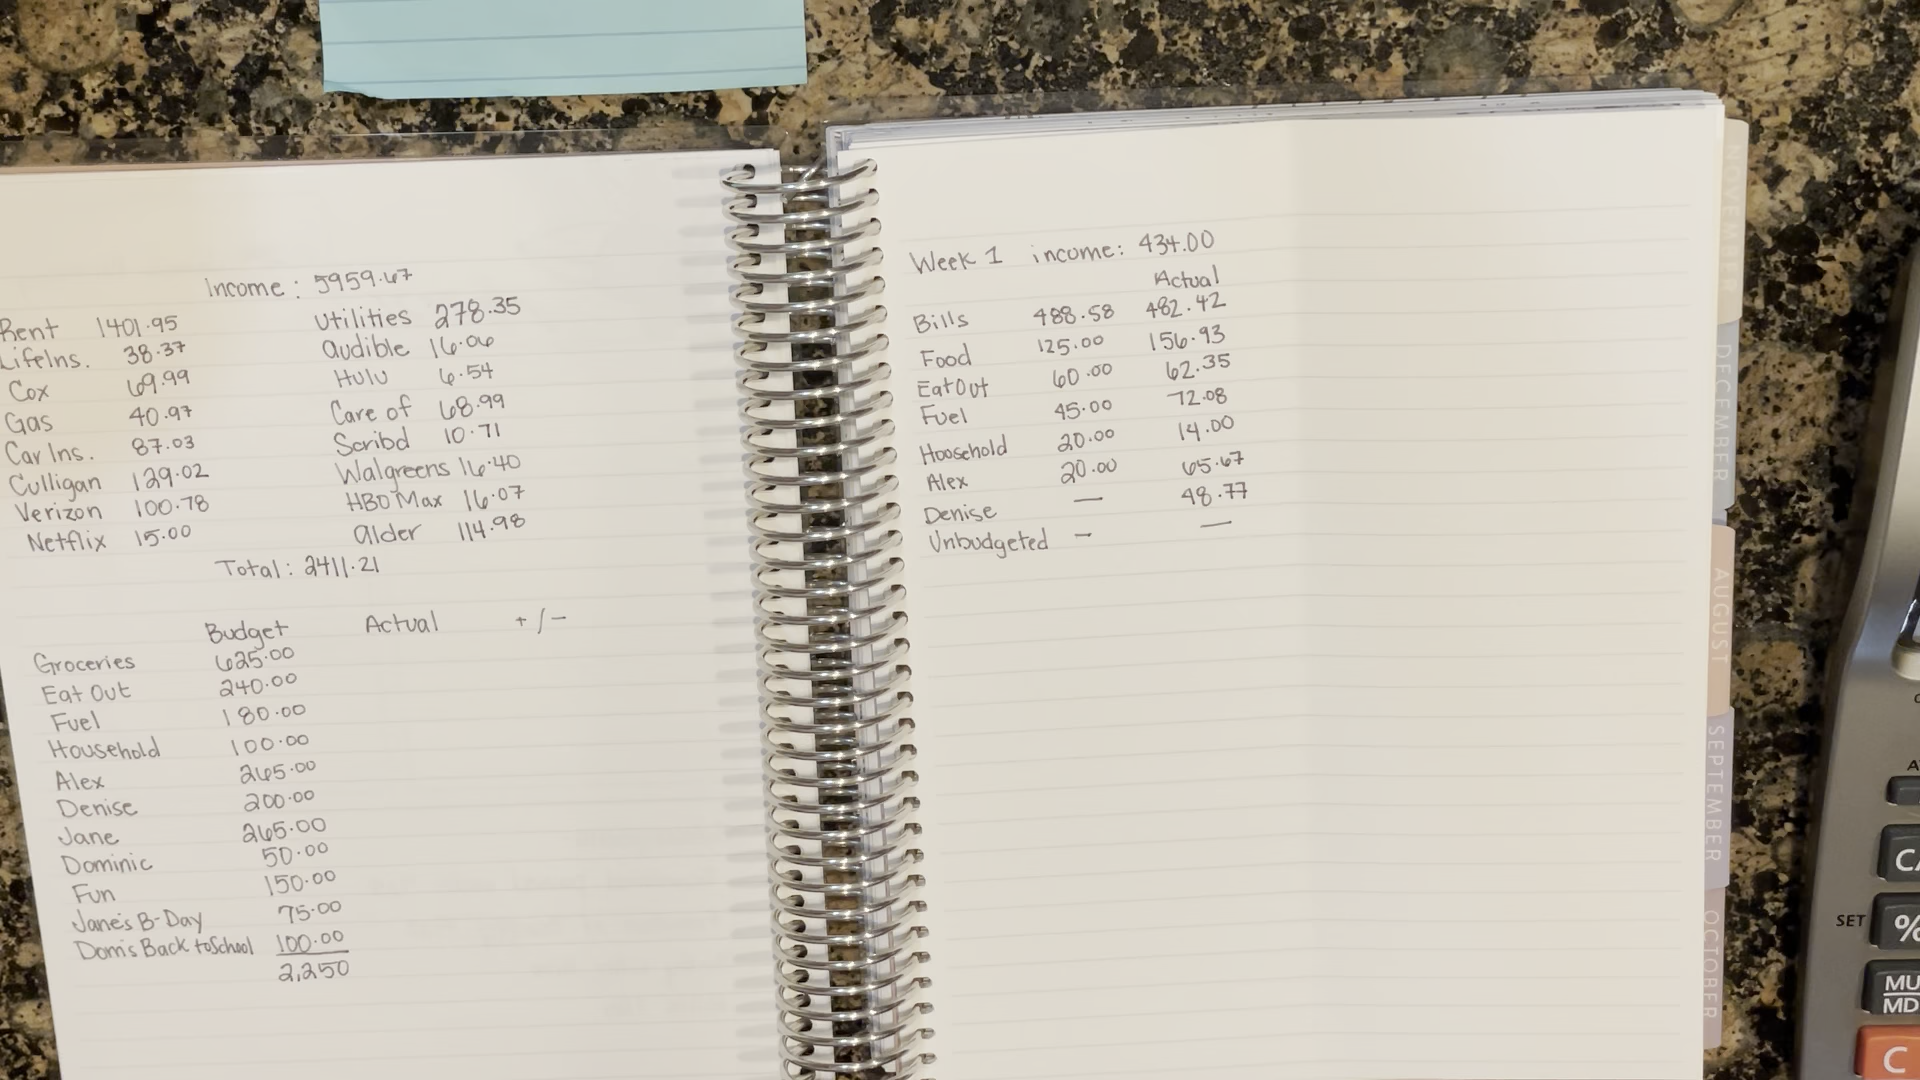 Income: 5959.67
Rent 1401.95 Utilities 278.35
LifeIns. 38.37 Audible 16.06
Cox 69.99 Hulu 6.54
Gas 40.97 Care of 68.99
Car Ins. 87.03 Scribd 10.71
Culligan 129.02 Walgreens 16.40
Verizon 100.78 HBO Max 16.07
Netflix 15.00 Alder 114.98
Total: 2411.21
Budget Actual +/-
Groceries 625.00
Eat Out 240.00
Fuel 180.00
Household 100.00
Alex 265.00
Denise 200.00
Jane 265.00
Dominic 50.00
Fun 150.00
Jane's B-Day 75.00
Dom's Back to School 100.00
2,250
Week 1 income: 434.00
Actual
Bills 488.58 482.42
Food 125.00 156.93
Eat Out 60.00 62.35
Fuel 45.00 72.08
Household 20.00 14.00
Alex 20.00 65.67
Denise — 48.77
Unbudgeted — —
NOVEMBER
DECEMBER
AUGUST
SEPTEMBER
OCTOBER
SET
%
MU
MD
C